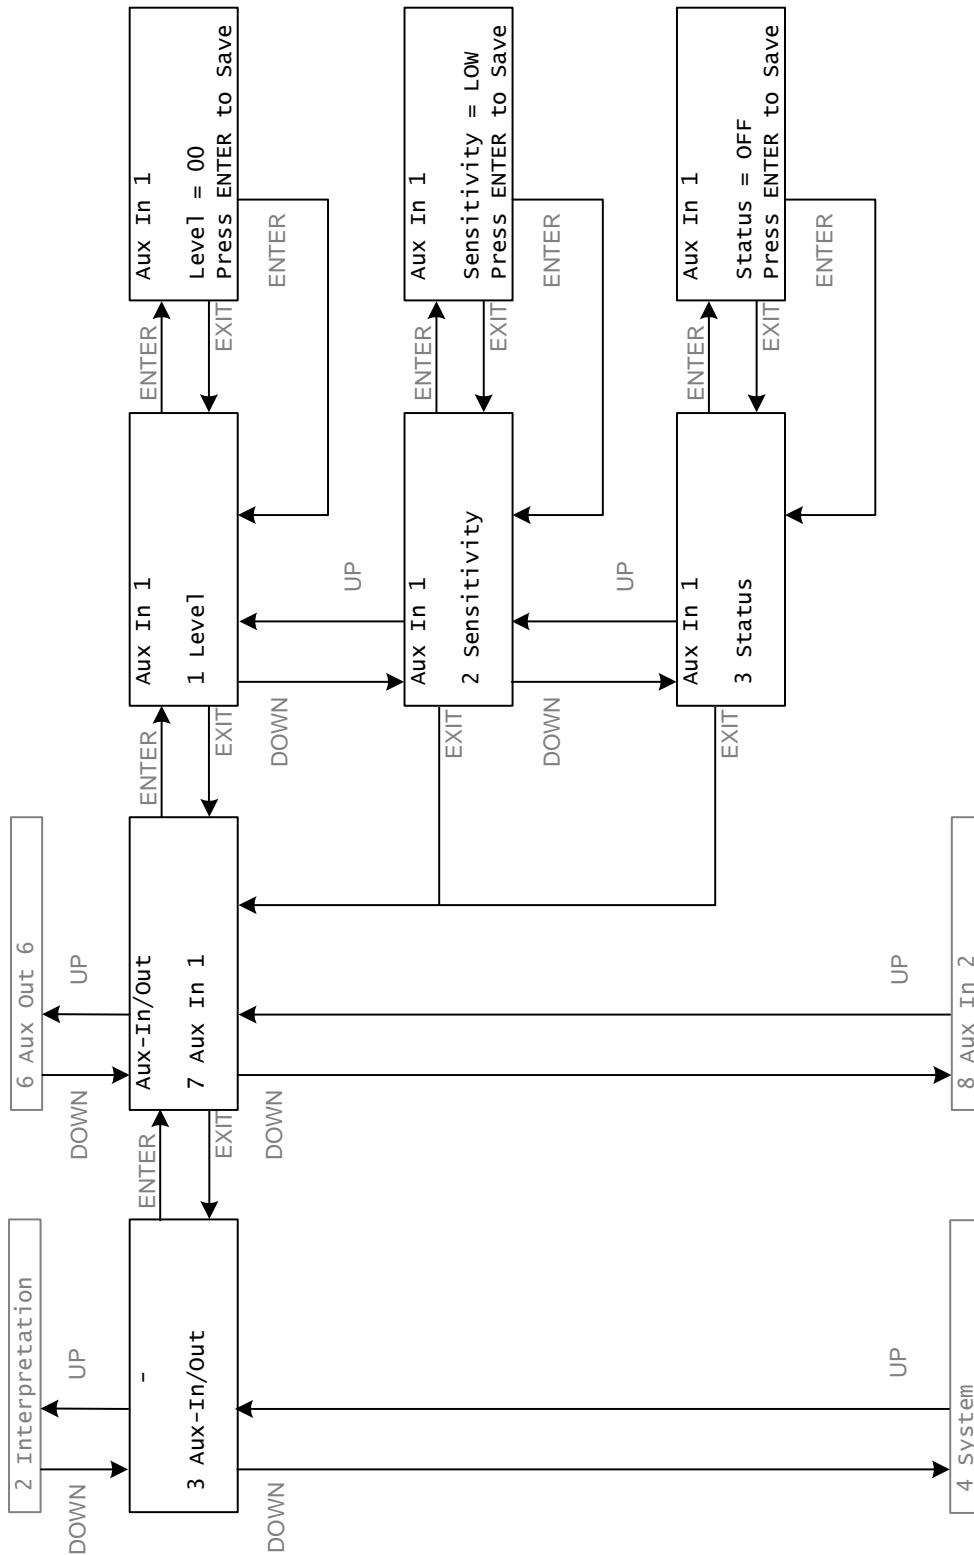 2 Interpretation
DOWN
UP
-
3 Aux-In/Out
ENTER
EXIT
DOWN
UP
4 System
6 Aux Out 6
DOWN
UP
Aux-In/Out
7 Aux In 1
ENTER
EXIT
DOWN
UP
8 Aux In 2
Aux In 1
1 Level
ENTER
EXIT
Aux In 1
Level = 00
Press ENTER to Save
ENTER
DOWN
UP
Aux In 1
2 Sensitivity
EXIT
ENTER
EXIT
Aux In 1
Sensitivity = LOW
Press ENTER to Save
ENTER
DOWN
UP
Aux In 1
3 Status
EXIT
ENTER
EXIT
Aux In 1
Status = OFF
Press ENTER to Save
ENTER